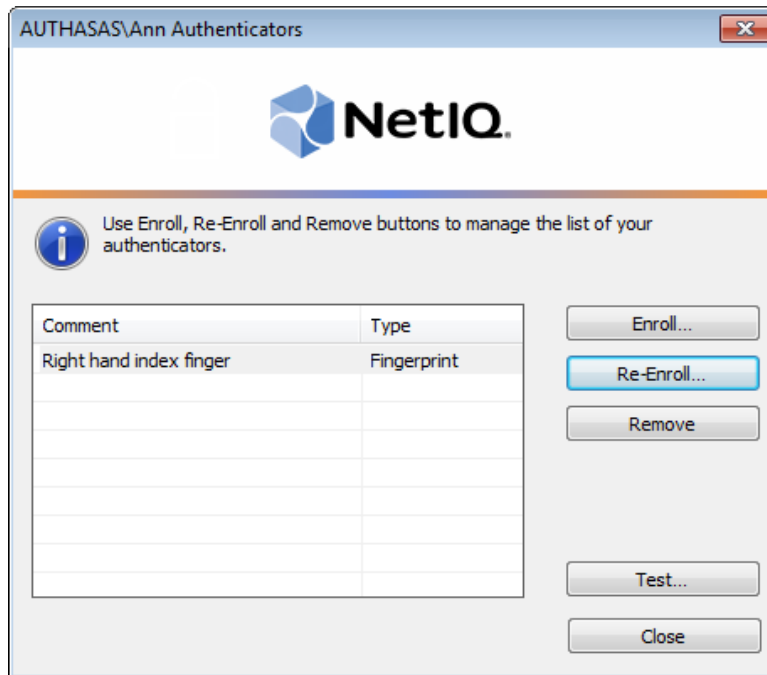 AUTHASAS\Ann Authenticators
NetIQ.
Use Enroll, Re-Enroll and Remove buttons to manage the list of your
authenticators.
Comment Type
Right hand index finger Fingerprint
Enroll...
Re-Enroll...
Remove
Test...
Close